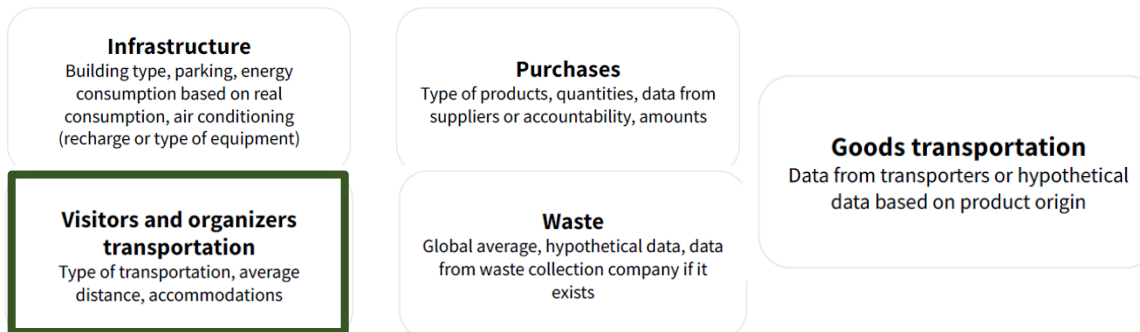 Infrastructure
Building type, parking, energy
consumption based on real
consumption, air conditioning
(recharge or type of equipment)
Purchases
Type of products, quantities, data from
suppliers or accountability, amounts
Goods transportation
Data from transporters or hypothetical
data based on product origin
Visitors and organizers
transportation
Type of transportation, average
distance, accommodations
Waste
Global average, hypothetical data, data
from waste collection company if it
exists